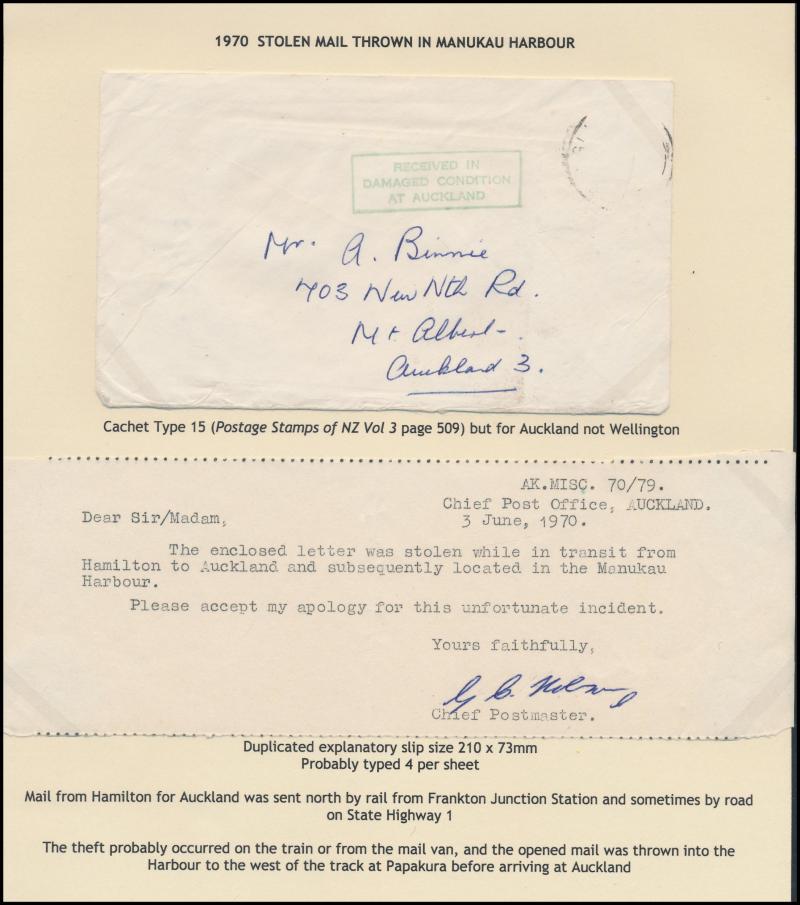 1970 STOLEN MAIL THROWN IN MANUKAU HARBOUR
RECEIVED IN
DAMAGED CONDITION
AT AUCKLAND
Mr. A. Binnie
403 New Nth Rd.
Mt Albert.
Auckland 3.
Cachet Type 15 (Postage Stamps of NZ Vol 3 page 509) but for Auckland not Wellington
AK.MISC. 70/79.
Chief Post Office, AUCKLAND.
3 June, 1970.
Dear Sir/Madam,
The enclosed letter was stolen while in transit from
Hamilton to Auckland and subsequently located in the Manukau
Harbour.
Please accept my apology for this unfortunate incident.
Yours faithfully,
Chief Postmaster.
Duplicated explanatory slip size 210 x 73mm
Probably typed 4 per sheet
Mail from Hamilton for Auckland was sent north by rail from Frankton Junction Station and sometimes by road
on State Highway 1
The theft probably occurred on the train or from the mail van, and the opened mail was thrown into the
Harbour to the west of the track at Papakura before arriving at Auckland